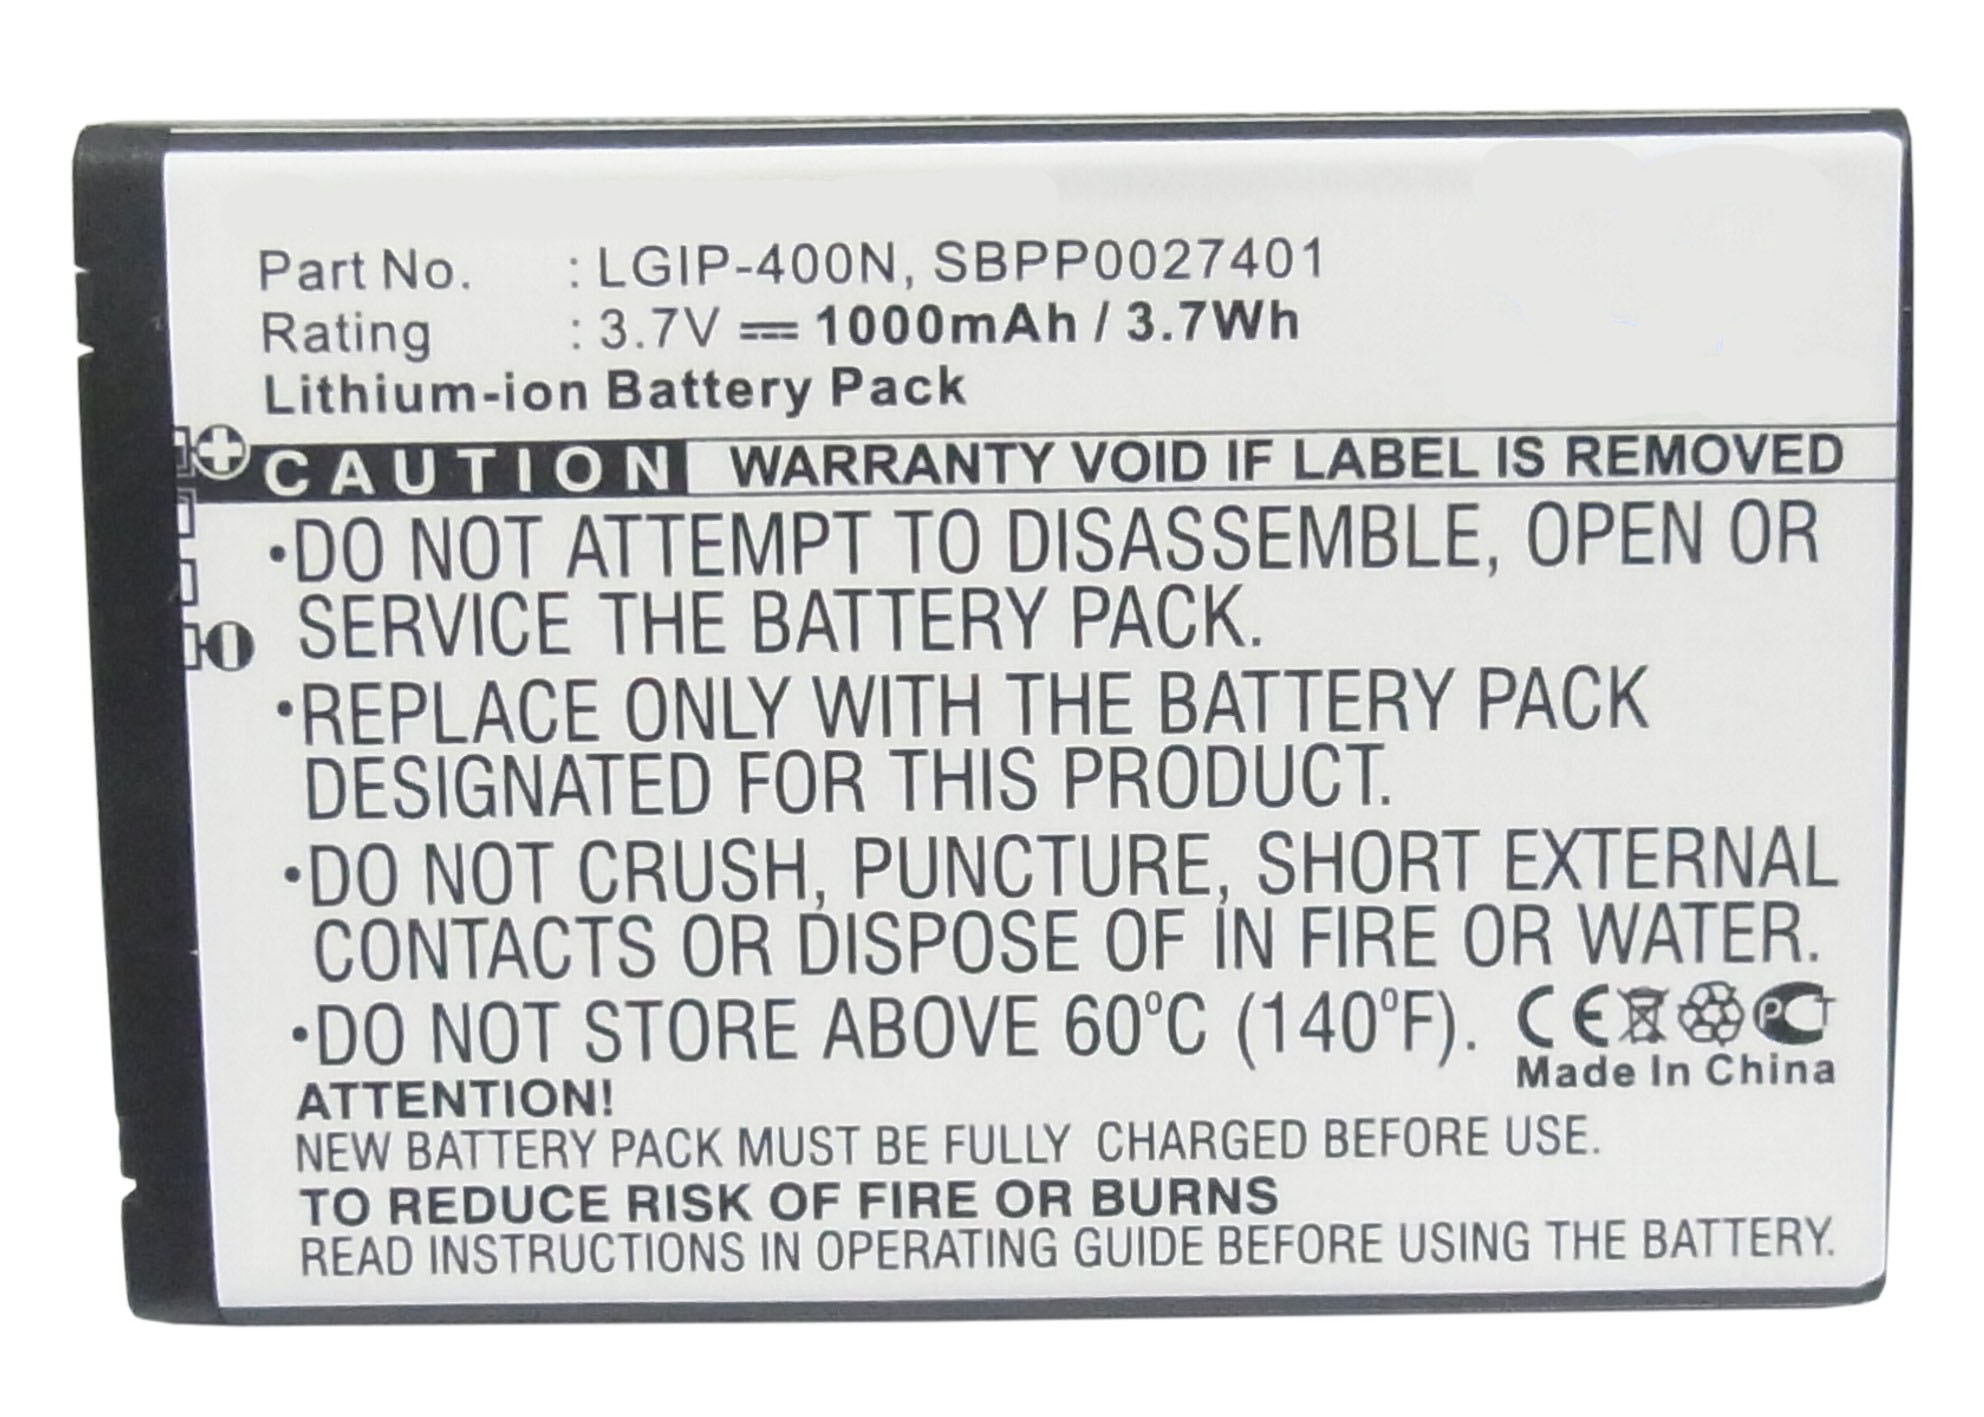 Part No. : LGIP-400N, SBPP0027401
Rating : 3.7V ⎓ 1000mAh / 3.7Wh
Lithium-ion Battery Pack
CAUTION WARRANTY VOID IF LABEL IS REMOVED
•DO NOT ATTEMPT TO DISASSEMBLE, OPEN OR
SERVICE THE BATTERY PACK.
•REPLACE ONLY WITH THE BATTERY PACK
DESIGNATED FOR THIS PRODUCT.
•DO NOT CRUSH, PUNCTURE, SHORT EXTERNAL
CONTACTS OR DISPOSE OF IN FIRE OR WATER.
•DO NOT STORE ABOVE 60°C (140°F). CE PCT
Made In China
ATTENTION!
NEW BATTERY PACK MUST BE FULLY CHARGED BEFORE USE.
TO REDUCE RISK OF FIRE OR BURNS
READ INSTRUCTIONS IN OPERATING GUIDE BEFORE USING THE BATTERY.